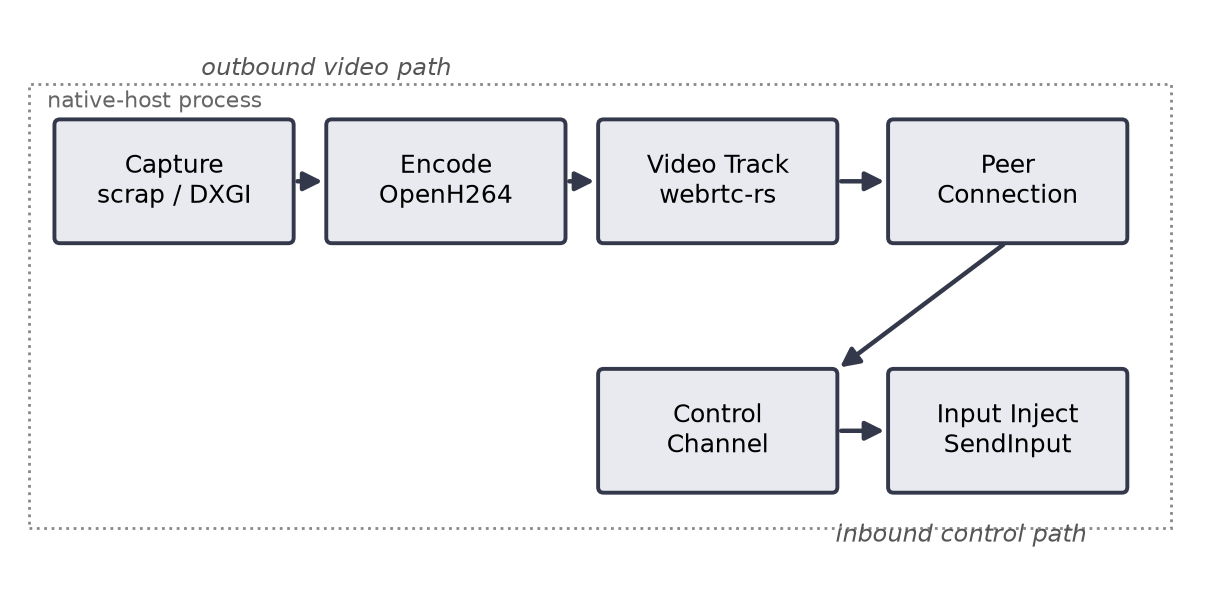 outbound video path
native-host process
Capture
scrap / DXGI
Encode
OpenH264
Video Track
webrtc-rs
Peer
Connection
Control
Channel
Input Inject
SendInput
inbound control path